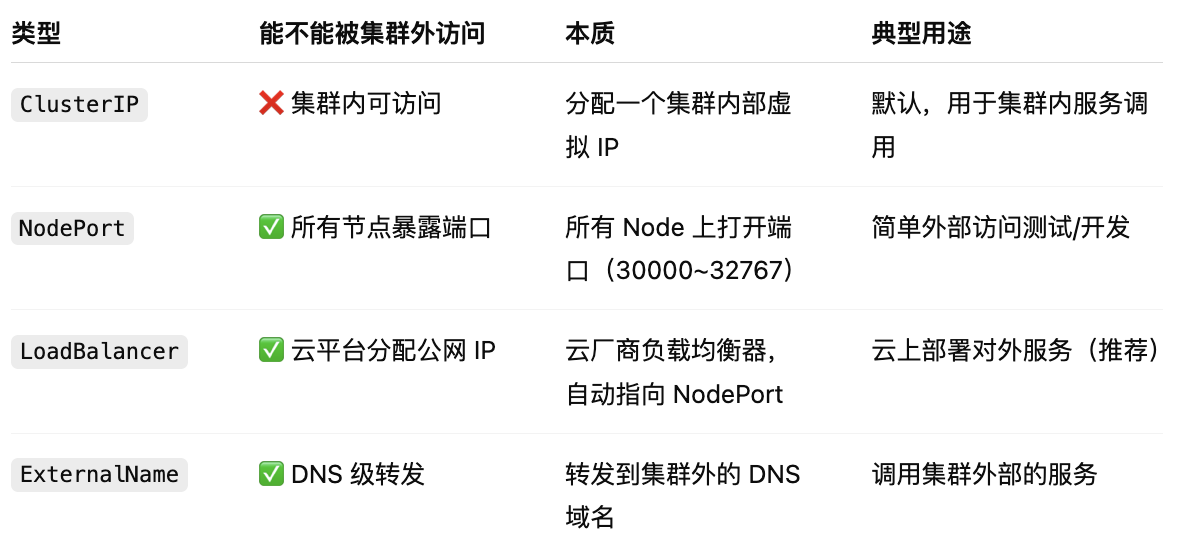 类型 能不能被集群外访问 本质 典型用途
ClusterIP ❌ 集群内可访问 分配一个集群内部虚 默认，用于集群内服务调
拟 IP 用
NodePort ✅ 所有节点暴露端口 所有 Node 上打开端 简单外部访问测试/开发
口（30000~32767）
LoadBalancer ✅ 云平台分配公网 IP 云厂商负载均衡器， 云上部署对外服务（推荐）
自动指向 NodePort
ExternalName ✅ DNS 级转发 转发到集群外的 DNS 调用集群外部的服务
域名